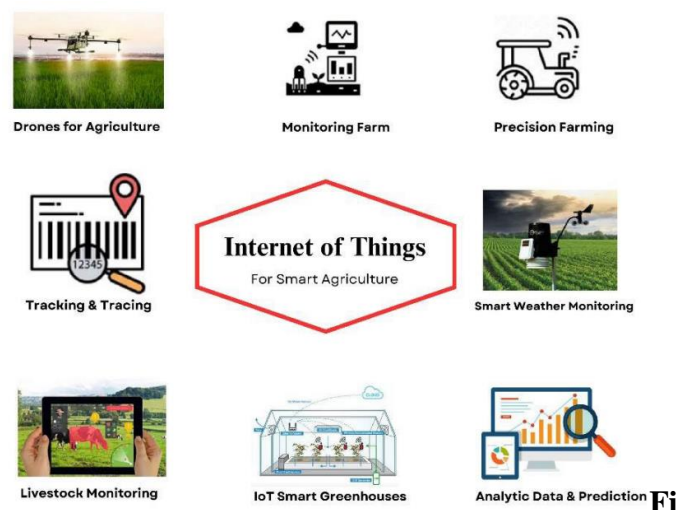 Drones for Agriculture
Monitoring Farm
Precision Farming
12345
Tracking & Tracing
Internet of Things
For Smart Agriculture
Smart Weather Monitoring
CLOUD
Livestock Monitoring
IoT Smart Greenhouses
Analytic Data & Prediction Fi